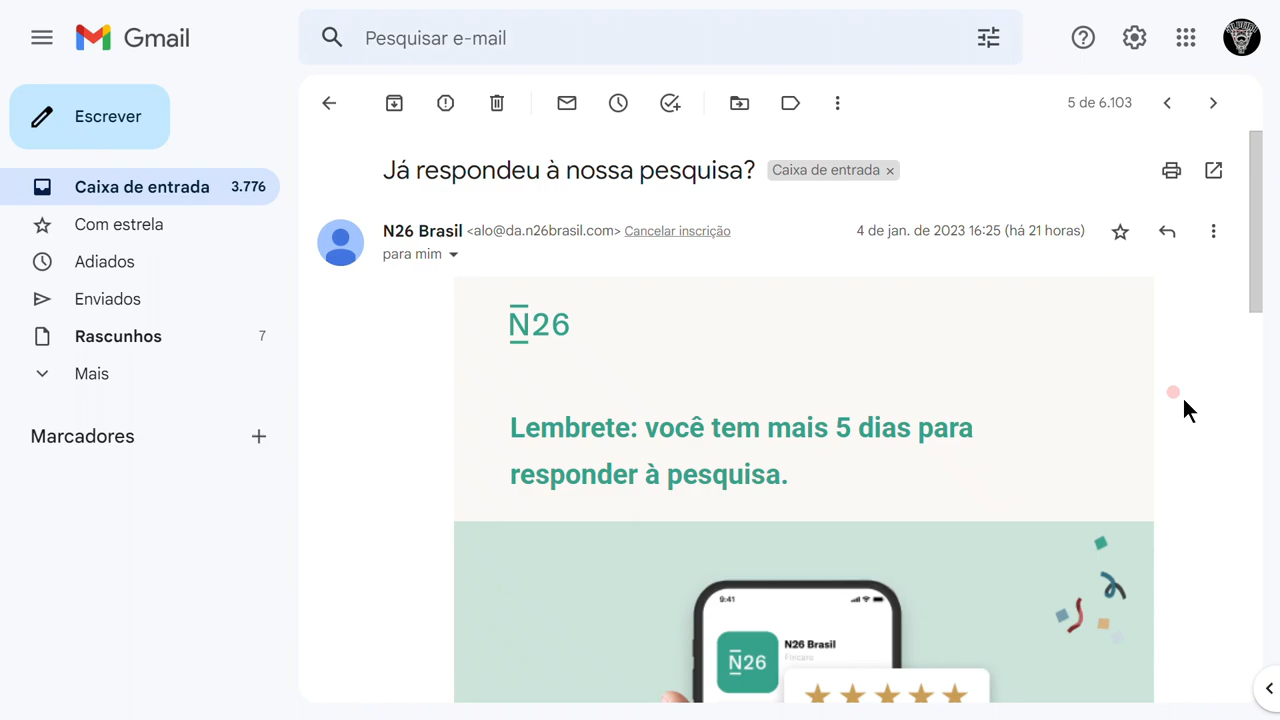 Gmail
Pesquisar e-mail
Escrever
5 de 6.103
Já respondeu à nossa pesquisa?
Caixa de entrada ×
Caixa de entrada 3.776
Com estrela
Adiados
Enviados
Rascunhos 7
Mais
Marcadores
N26 Brasil <alo@da.n26brasil.com> Cancelar inscrição
4 de jan. de 2023 16:25 (há 21 horas)
para mim
N26
Lembrete: você tem mais 5 dias para
responder à pesquisa.
9:41
N26
N26 Brasil